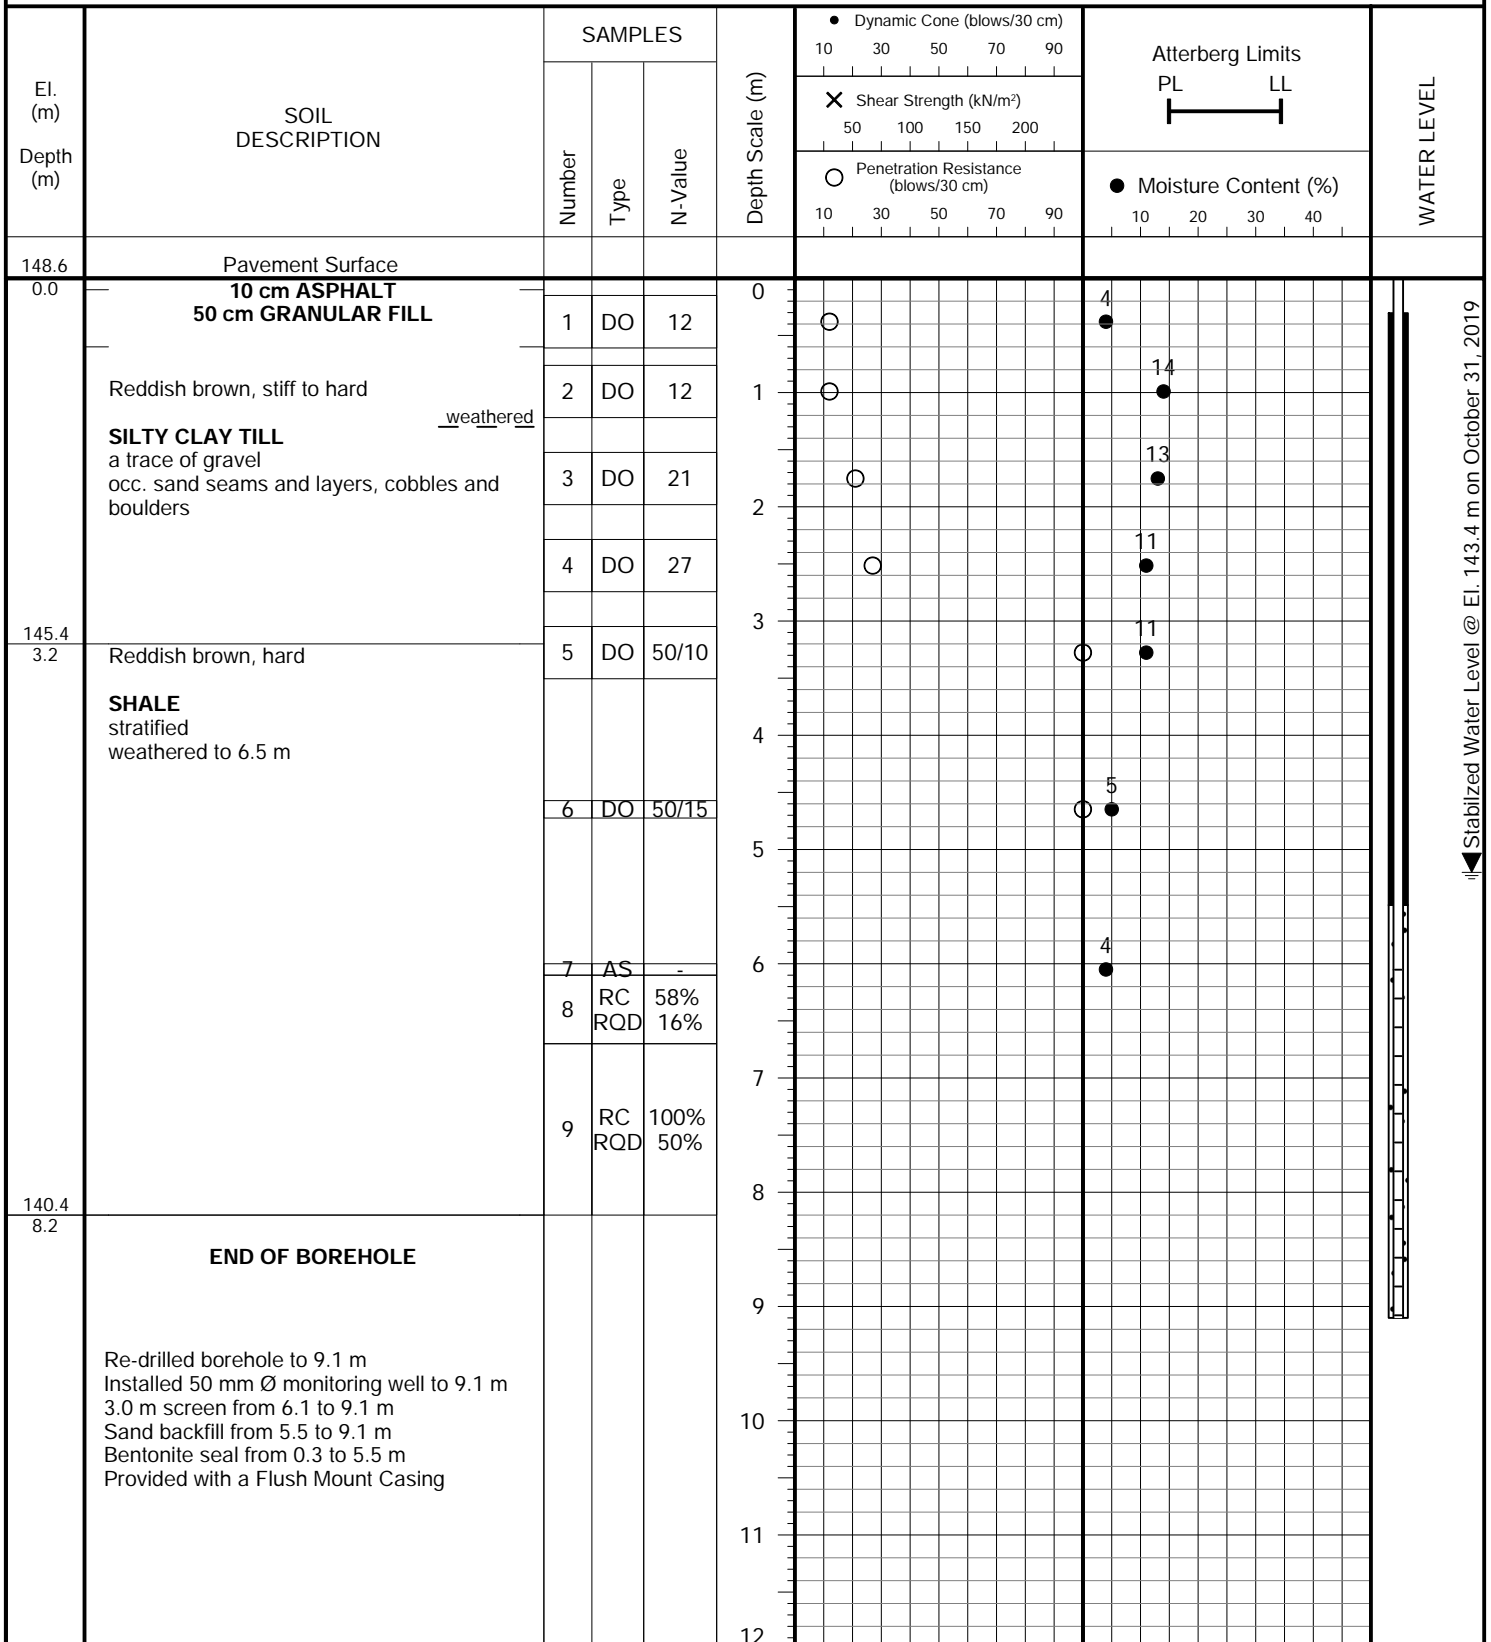 El.
(m)
Depth
(m)
SOIL
DESCRIPTION
SAMPLES
Number
Type
N-Value
Depth Scale (m)
Dynamic Cone (blows/30 cm)
10 30 50 70 90
Shear Strength (kN/m²)
50 100 150 200
Penetration Resistance
(blows/30 cm)
10 30 50 70 90
Atterberg Limits
PL LL
Moisture Content (%)
10 20 30 40
WATER LEVEL
148.6 Pavement Surface
0.0 10 cm ASPHALT
50 cm GRANULAR FILL
0
1 DO 12
4
Reddish brown, stiff to hard
2 DO 12
1
14
weathered
SILTY CLAY TILL
a trace of gravel
occ. sand seams and layers, cobbles and
boulders
3 DO 21
13
2
4 DO 27
11
3
145.4
3.2 Reddish brown, hard
5 DO 50/10
11
SHALE
stratified
weathered to 6.5 m
4
6 DO 50/15
5
5
7 AS -
6
4
8 RC 58%
RQD 16%
7
9 RC 100%
RQD 50%
8
140.4
8.2
END OF BOREHOLE
9
Re-drilled borehole to 9.1 m
Installed 50 mm Ø monitoring well to 9.1 m
3.0 m screen from 6.1 to 9.1 m
Sand backfill from 5.5 to 9.1 m
Bentonite seal from 0.3 to 5.5 m
Provided with a Flush Mount Casing
10
11
12
Stabilzed Water Level @ El. 143.4 m on October 31, 2019